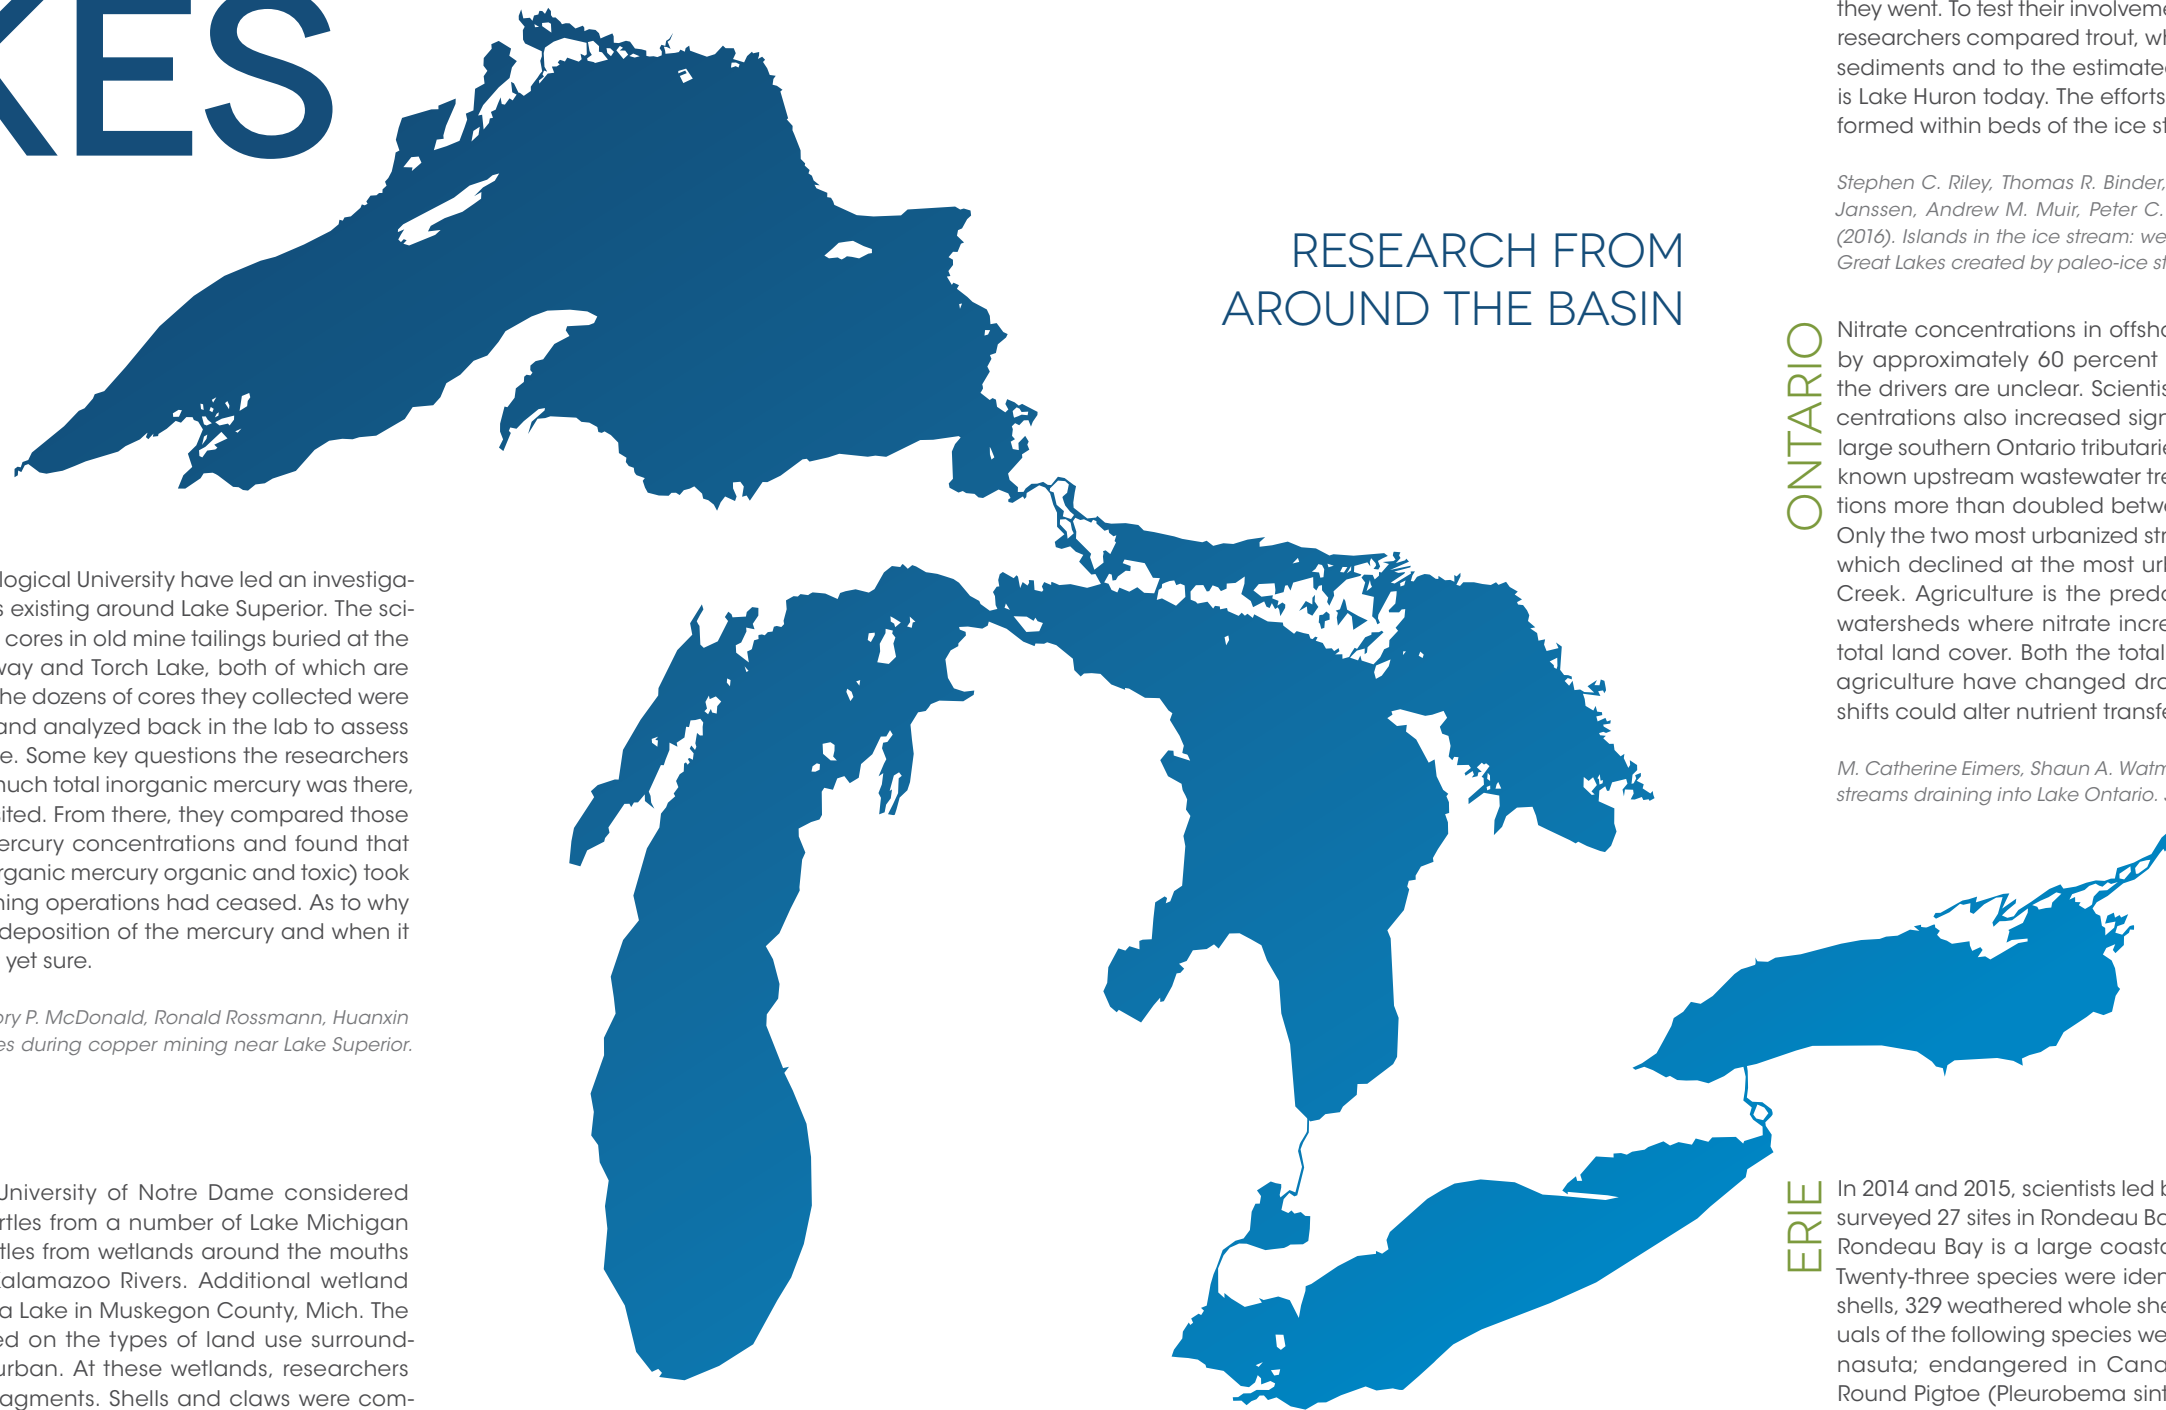 KES
RESEARCH FROM
AROUND THE BASIN
logical University have led an investiga-
s existing around Lake Superior. The sci-
cores in old mine tailings buried at the
way and Torch Lake, both of which are
he dozens of cores they collected were
and analyzed back in the lab to assess
e. Some key questions the researchers
much total inorganic mercury was there,
sited. From there, they compared those
ercury concentrations and found that
rganic mercury organic and toxic) took
ning operations had ceased. As to why
deposition of the mercury and when it
yet sure.
ory P. McDonald, Ronald Rossmann, Huanxin
es during copper mining near Lake Superior.
University of Notre Dame considered
rtles from a number of Lake Michigan
tles from wetlands around the mouths
Kalamazoo Rivers. Additional wetland
a Lake in Muskegon County, Mich. The
ed on the types of land use surround-
urban. At these wetlands, researchers
agments. Shells and claws were com-
they went. To test their involveme
researchers compared trout, wh
sediments and to the estimated
is Lake Huron today. The efforts
formed within beds of the ice st
Stephen C. Riley, Thomas R. Binder,
Janssen, Andrew M. Muir, Peter C.
(2016). Islands in the ice stream: we
Great Lakes created by paleo-ice st
ONTARIO
Nitrate concentrations in offsho
by approximately 60 percent
the drivers are unclear. Scientis
centrations also increased sign
large southern Ontario tributarie
known upstream wastewater tre
tions more than doubled betwe
Only the two most urbanized str
which declined at the most url
Creek. Agriculture is the predo
watersheds where nitrate incre
total land cover. Both the total
agriculture have changed dra
shifts could alter nutrient transfe
M. Catherine Eimers, Shaun A. Watm
streams draining into Lake Ontario. J
ERIE
In 2014 and 2015, scientists led b
surveyed 27 sites in Rondeau Ba
Rondeau Bay is a large coasta
Twenty-three species were iden
shells, 329 weathered whole she
uals of the following species we
nasuta; endangered in Cana
Round Pigtoe (Pleurobema sint